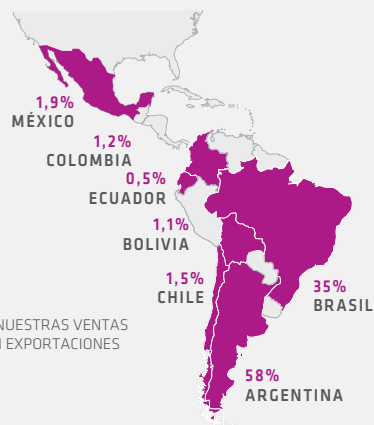 1,9%
MÉXICO
1,2%
COLOMBIA
0,5%
ECUADOR
1,1%
BOLIVIA
1,5%
CHILE
35%
BRASIL
NUESTRAS VENTAS
EXPORTACIONES
58%
ARGENTINA